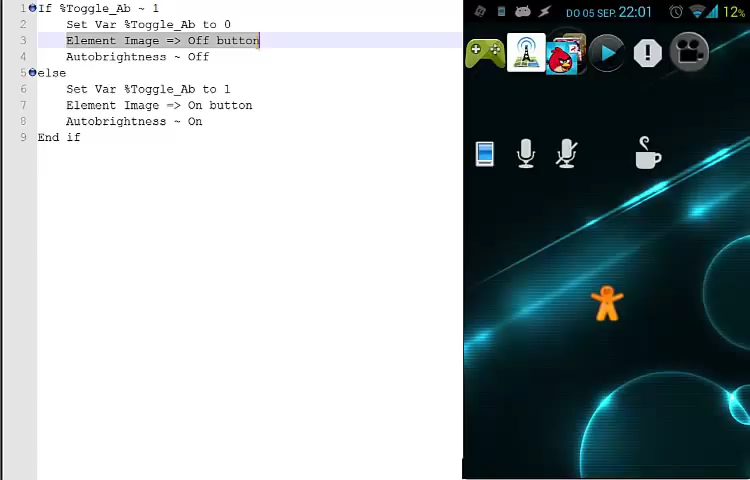 1 If %Toggle_Ab ~ 1
2 Set Var %Toggle_Ab to 0
3 Element Image => Off button
4 Autobrightness ~ Off
5 else
6 Set Var %Toggle_Ab to 1
7 Element Image => On button
8 Autobrightness ~ On
9 End if
DO 05 SEP. 22:01 12%